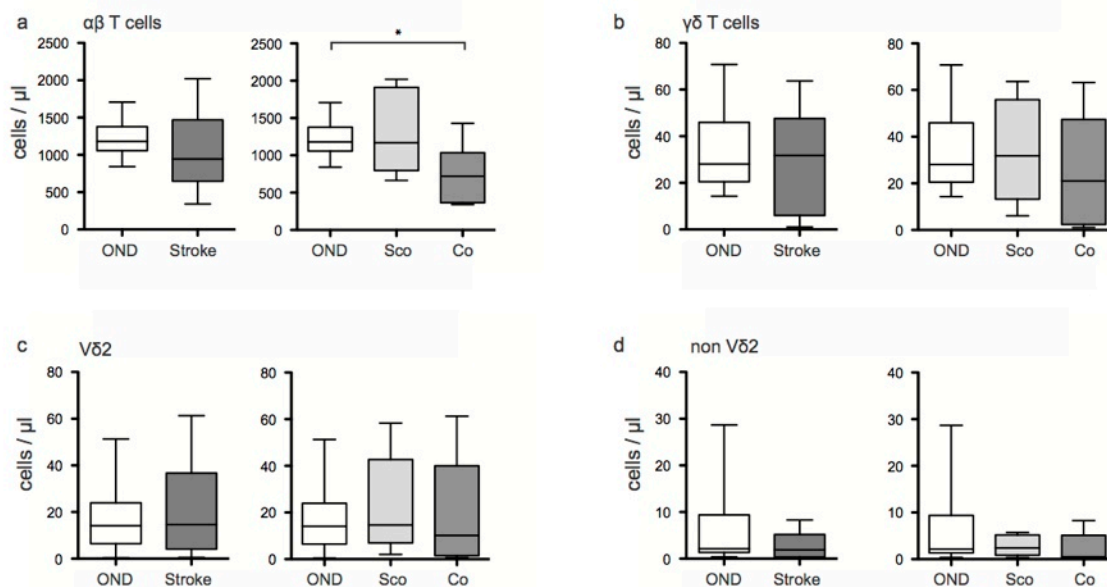 a αβ T cells
cells / µl
2500
2000
1500
1000
500
0
OND Stroke
2500
2000
1500
1000
500
0
*
OND Sco Co
b γδ T cells
cells / µl
80
60
40
20
0
OND Stroke
80
60
40
20
0
OND Sco Co
c Vδ2
cells / µl
80
60
40
20
0
OND Stroke
80
60
40
20
0
OND Sco Co
d non Vδ2
cells / µl
40
30
20
10
0
OND Stroke
40
30
20
10
0
OND Sco Co